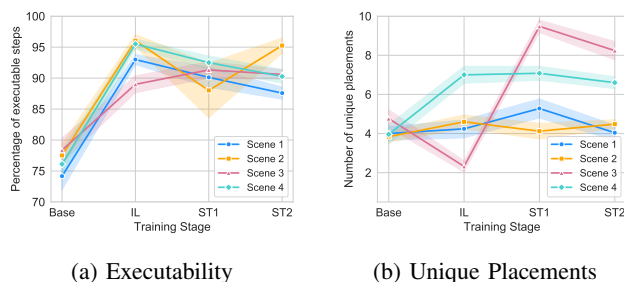 Percentage of executable steps
100
95
90
85
80
75
70
Base
IL
ST1
ST2
Training Stage
Scene 1
Scene 2
Scene 3
Scene 4
(a) Executability
Number of unique placements
10
8
6
4
2
Base
IL
ST1
ST2
Training Stage
Scene 1
Scene 2
Scene 3
Scene 4
(b) Unique Placements